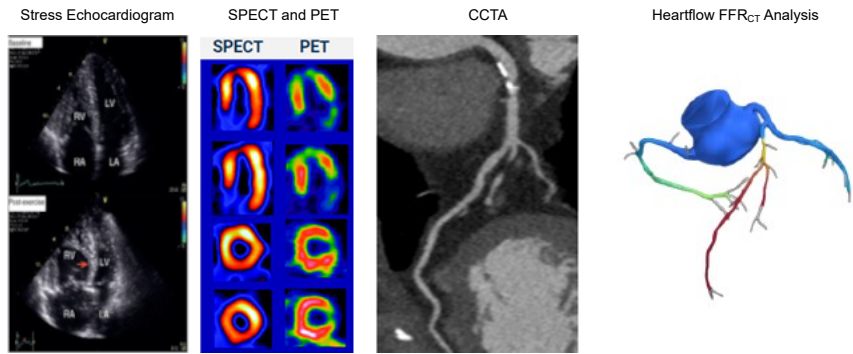 Stress Echocardiogram
SPECT and PET
CCTA
Heartflow FFRCT Analysis
SPECT
PET
Baseline
LV
RV
RA
LA
Post-exercise
RV
LV
RA
LA